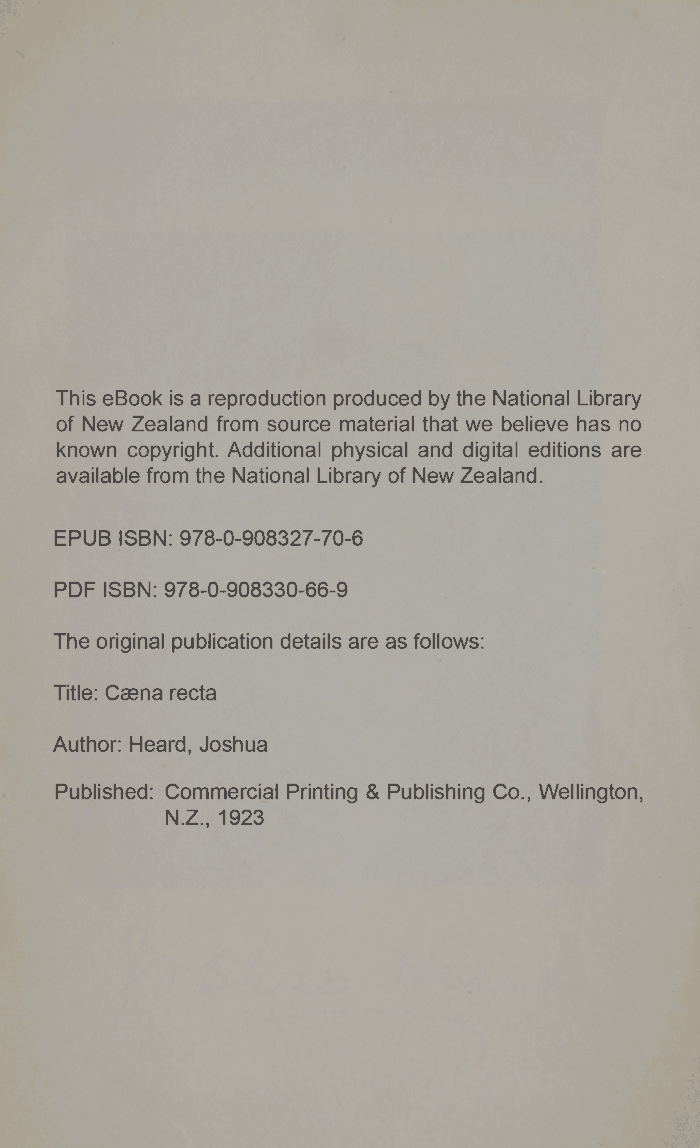 This eBook is a reproduction produced by the National Library
of New Zealand from source material that we believe has no
known copyright. Additional physical and digital editions are
available from the National Library of New Zealand.
EPUB ISBN: 978-0-908327-70-6
PDF ISBN: 978-0-908330-66-9
The original publication details are as follows:
Title: Cæna recta
Author: Heard, Joshua
Published: Commercial Printing & Publishing Co., Wellington,
N.Z., 1923